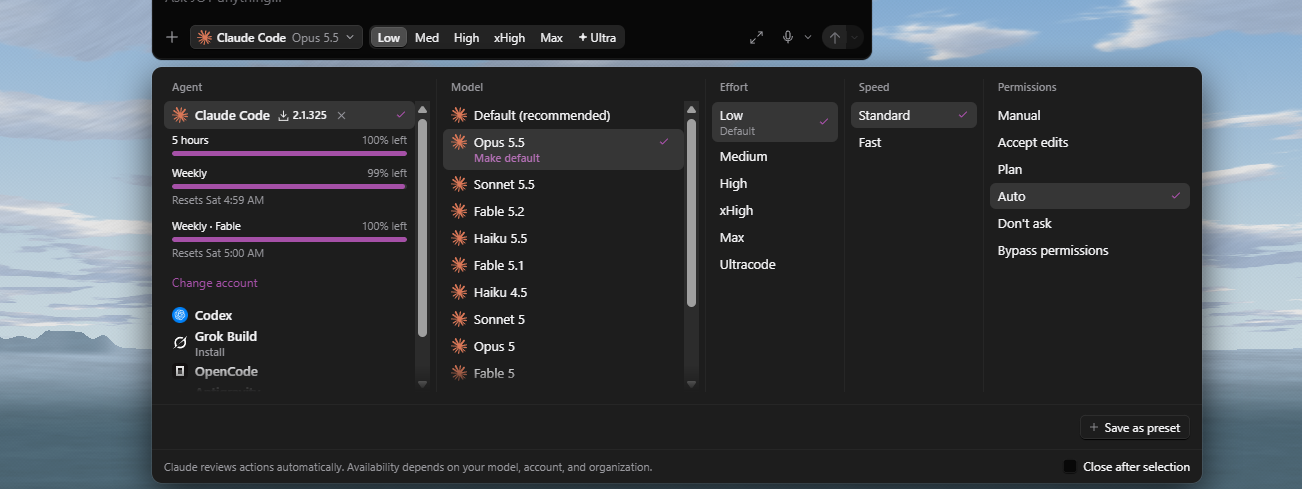 Claude Code Opus 5.5
Low Med High xHigh Max + Ultra
Agent
Claude Code 2.1.325
5 hours 100% left
Weekly 99% left
Resets Sat 4:59 AM
Weekly · Fable 100% left
Resets Sat 5:00 AM
Change account
Codex
Grok Build
Install
OpenCode
Model
Default (recommended)
Opus 5.5
Make default
Sonnet 5.5
Fable 5.2
Haiku 5.5
Fable 5.1
Haiku 4.5
Sonnet 5
Opus 5
Fable 5
Effort
Low
Default
Medium
High
xHigh
Max
Ultracode
Speed
Standard
Fast
Permissions
Manual
Accept edits
Plan
Auto
Don't ask
Bypass permissions
+ Save as preset
Claude reviews actions automatically. Availability depends on your model, account, and organization.
Close after selection